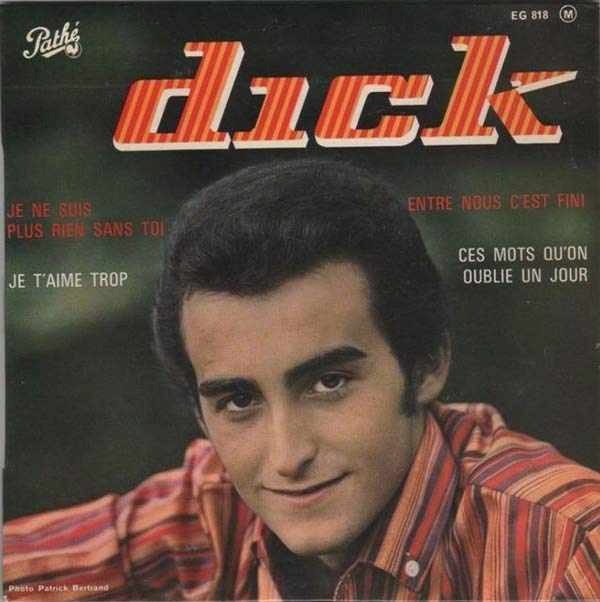 Pathé
EG 818 M
dick
JE NE SUIS
PLUS RIEN SANS TOI
JE T'AIME TROP
ENTRE NOUS C'EST FINI
CES MOTS QU'ON
OUBLIE UN JOUR
Photo Patrick Bertrand